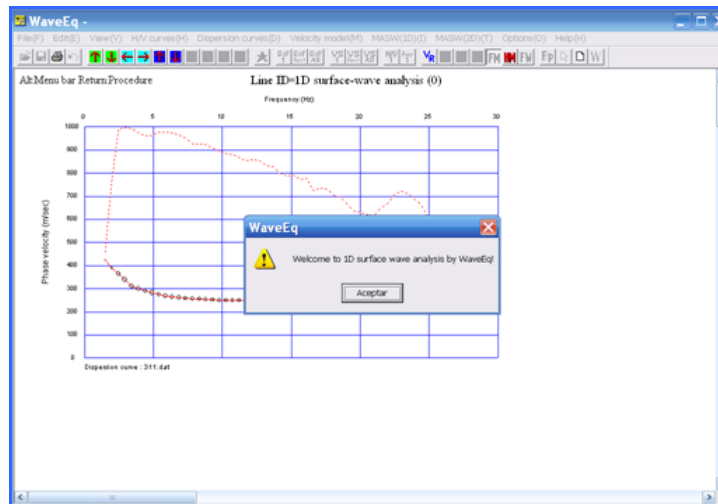 WaveEq -
File(F) Edit(E) View(V) H/V curves(H) Dispersion curves(D) Velocity model(M) MASW(1D)(I) MASW(2D)(T) Options(O) Help(H)
Alt:Menu bar Return:Procedure
Line ID=1D surface-wave analysis (0)
Frequency (Hz)
0 5 10 15 20 25 30
1000
900
800
700
600
500
400
300
200
100
0
Phase velocity (m/sec)
WaveEq
Welcome to 1D surface wave analysis by WaveEq!
Aceptar
Dispersion curve : 311.dat